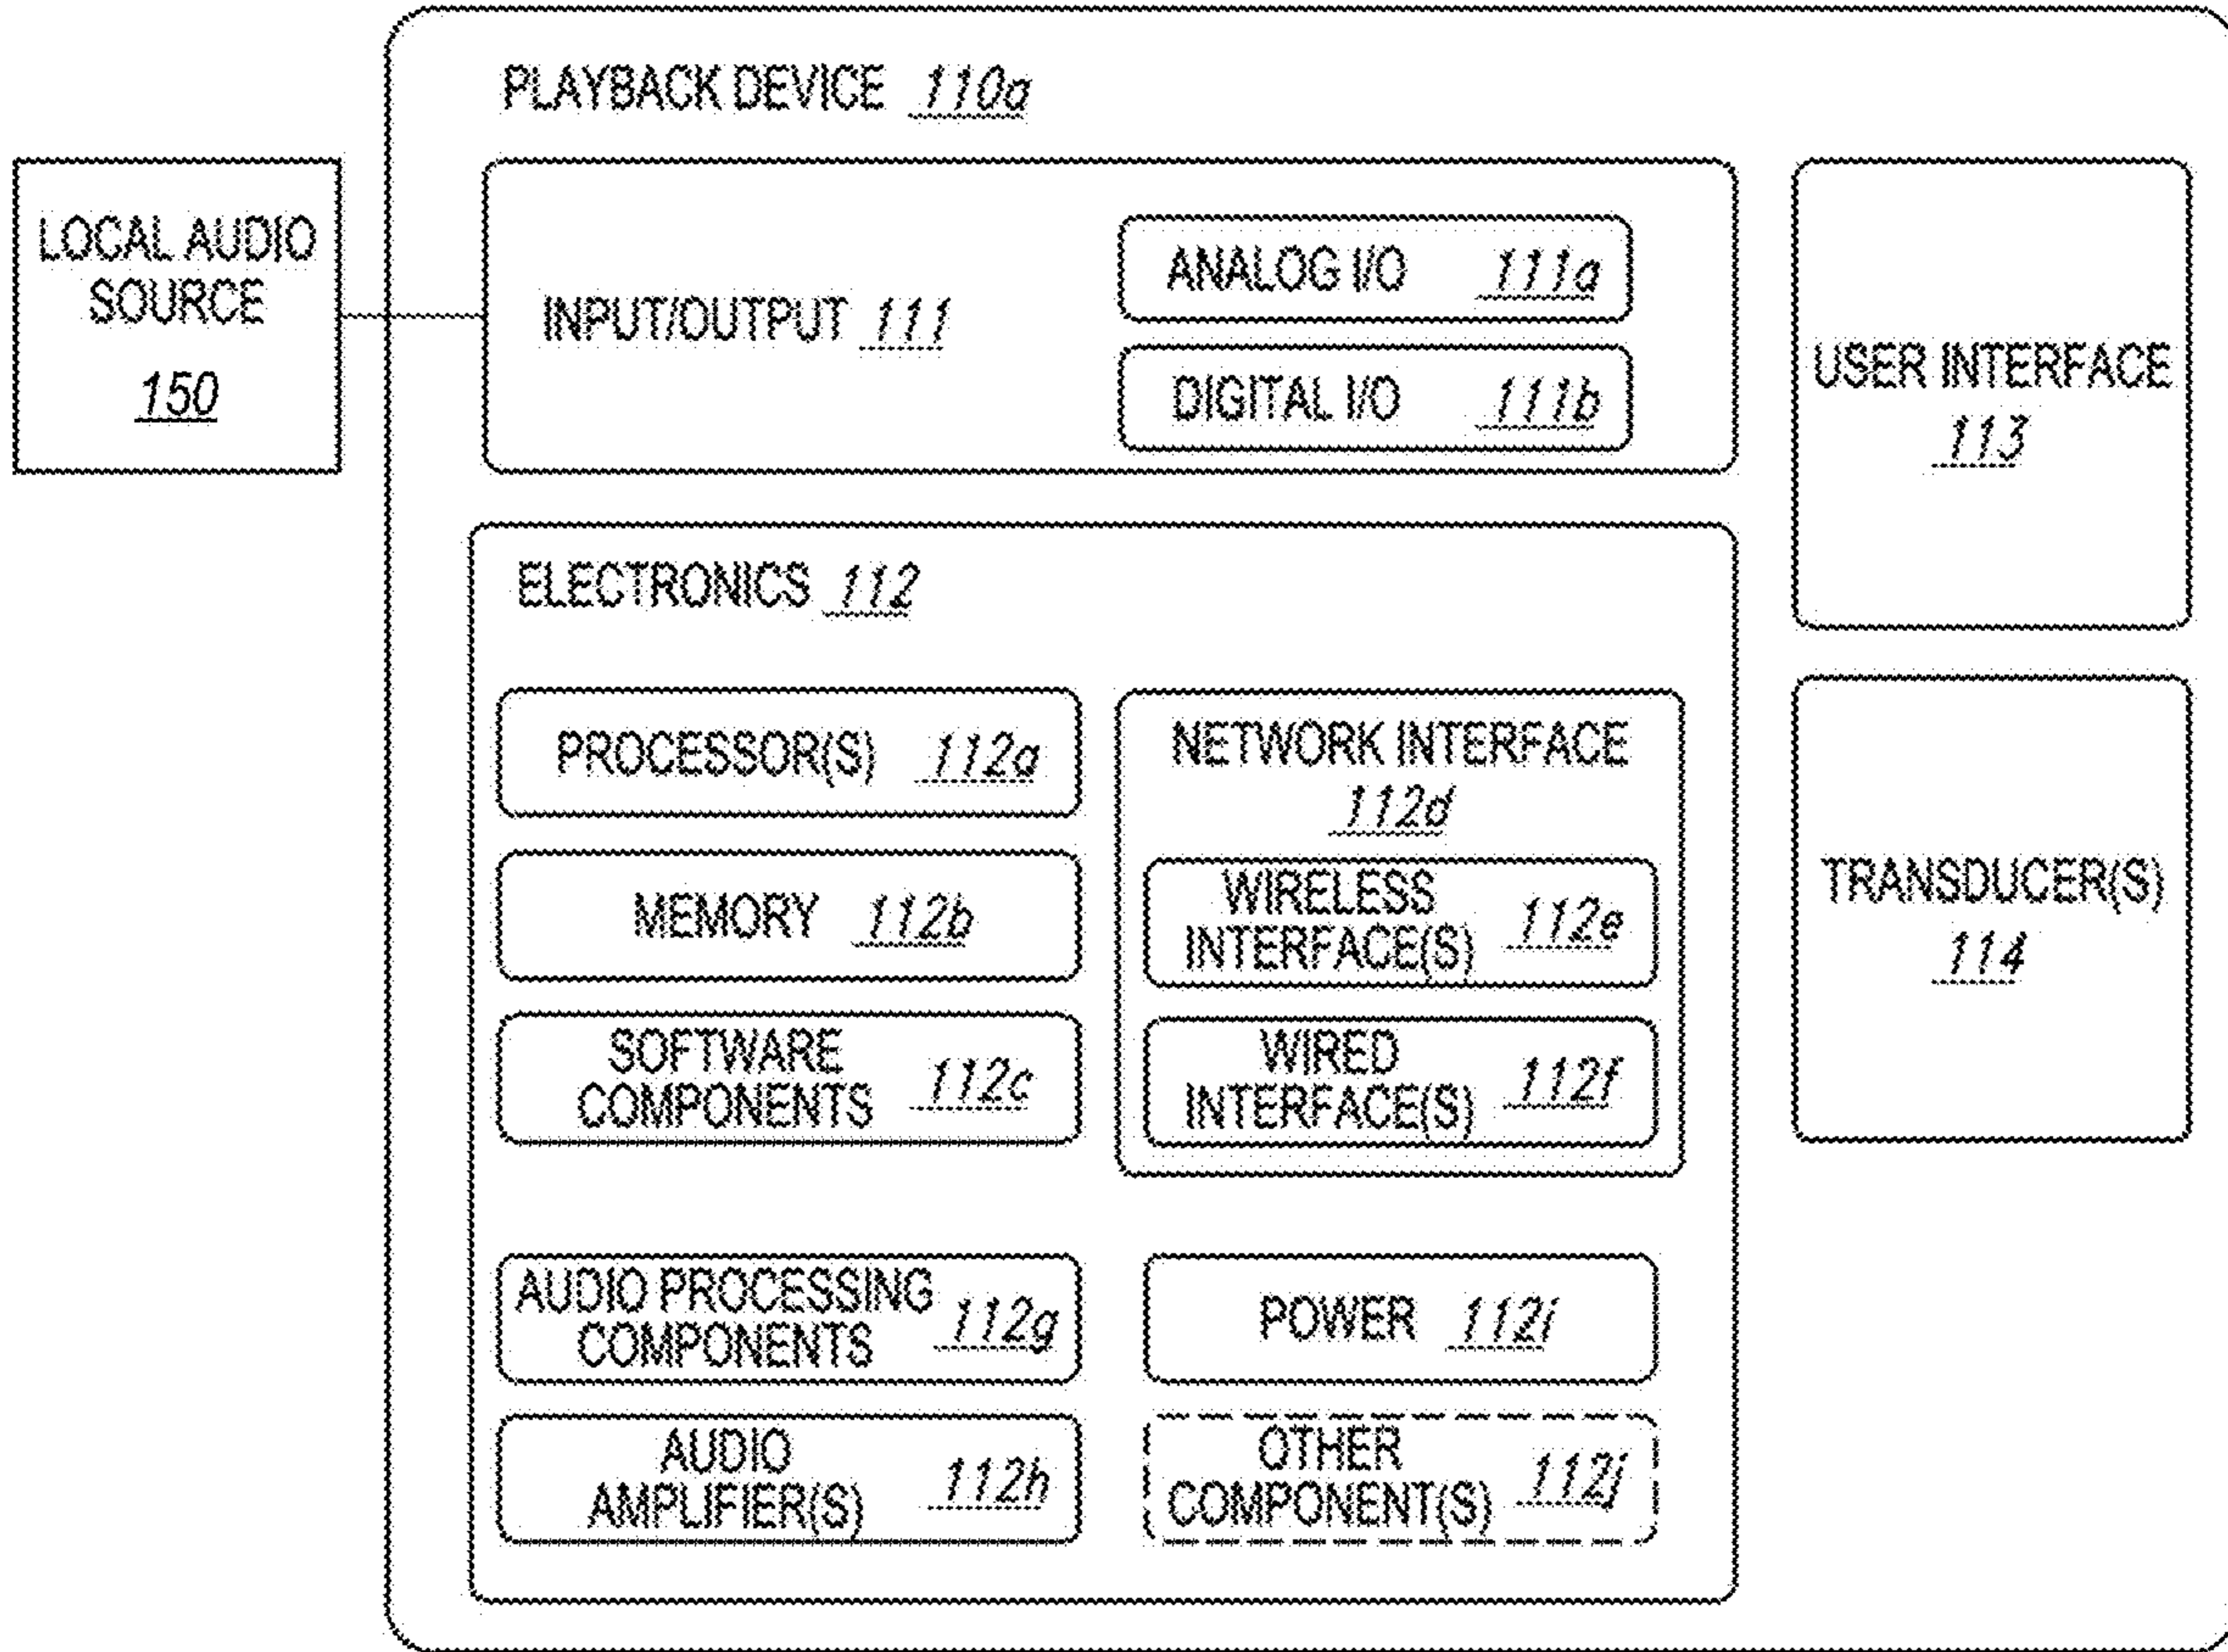 PLAYBACK DEVICE 110a
LOCAL AUDIO
SOURCE
150
INPUT/OUTPUT 111
ANALOG I/O 111a
DIGITAL I/O 111b
USER INTERFACE
113
ELECTRONICS 112
PROCESSOR(S) 112a
MEMORY 112b
SOFTWARE
COMPONENTS 112c
NETWORK INTERFACE
112d
WIRELESS
INTERFACE(S) 112e
WIRED
INTERFACE(S) 112f
TRANSDUCER(S)
114
AUDIO PROCESSING
COMPONENTS 112g
POWER 112i
AUDIO
AMPLIFIER(S) 112h
OTHER
COMPONENT(S) 112j